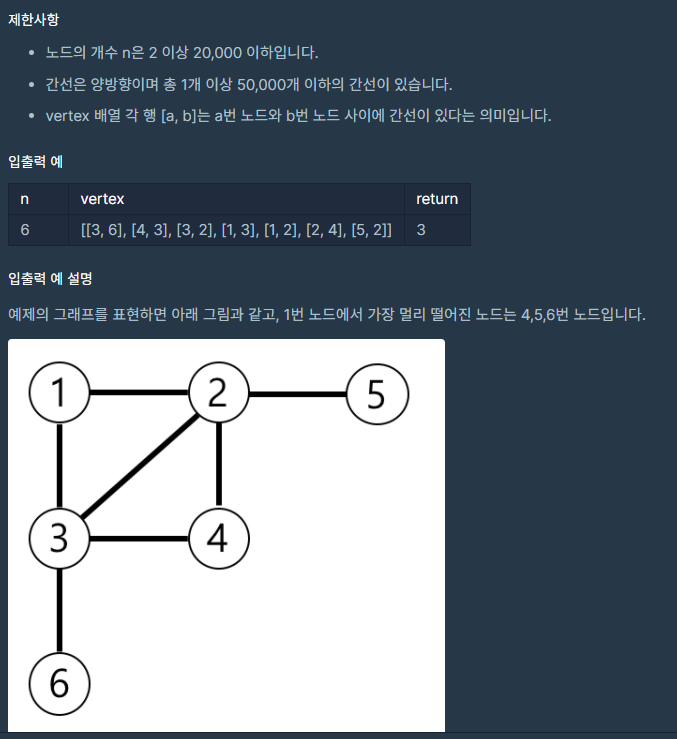 제한사항
노드의 개수 n은 2 이상 20,000 이하입니다.
간선은 양방향이며 총 1개 이상 50,000개 이하의 간선이 있습니다.
vertex 배열 각 행 [a, b]는 a번 노드와 b번 노드 사이에 간선이 있다는 의미입니다.
입출력 예
n vertex return
6 [[3, 6], [4, 3], [3, 2], [1, 3], [1, 2], [2, 4], [5, 2]] 3
입출력 예 설명
예제의 그래프를 표현하면 아래 그림과 같고, 1번 노드에서 가장 멀리 떨어진 노드는 4,5,6번 노드입니다.
1 2 5
3 4
6